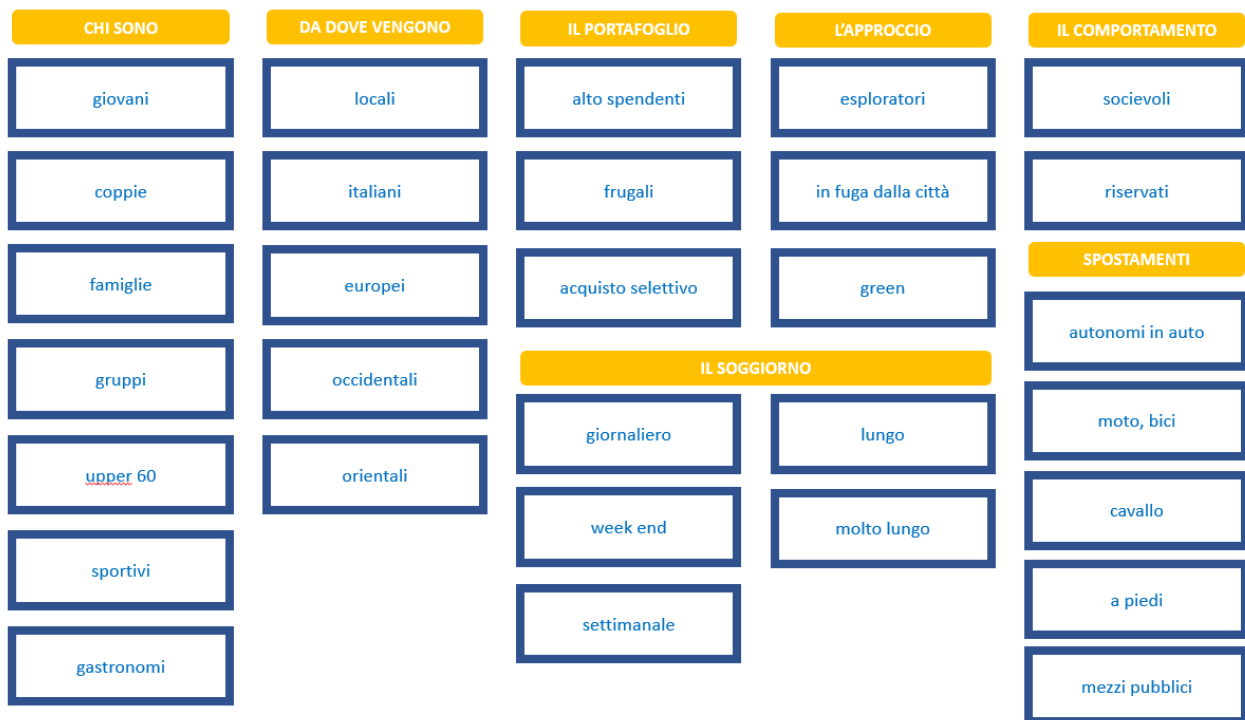 CHI SONO
giovani
coppie
famiglie
gruppi
upper 60
sportivi
gastronomi
DA DOVE VENGONO
locali
italiani
europei
occidentali
orientali
IL PORTAFOGLIO
alto spendenti
frugali
acquisto selettivo
L'APPROCCIO
esploratori
in fuga dalla città
green
IL SOGGIORNO
giornaliero
week end
settimanale
lungo
molto lungo
IL COMPORTAMENTO
socievoli
riservati
SPOSTAMENTI
autonomi in auto
moto, bici
cavallo
a piedi
mezzi pubblici